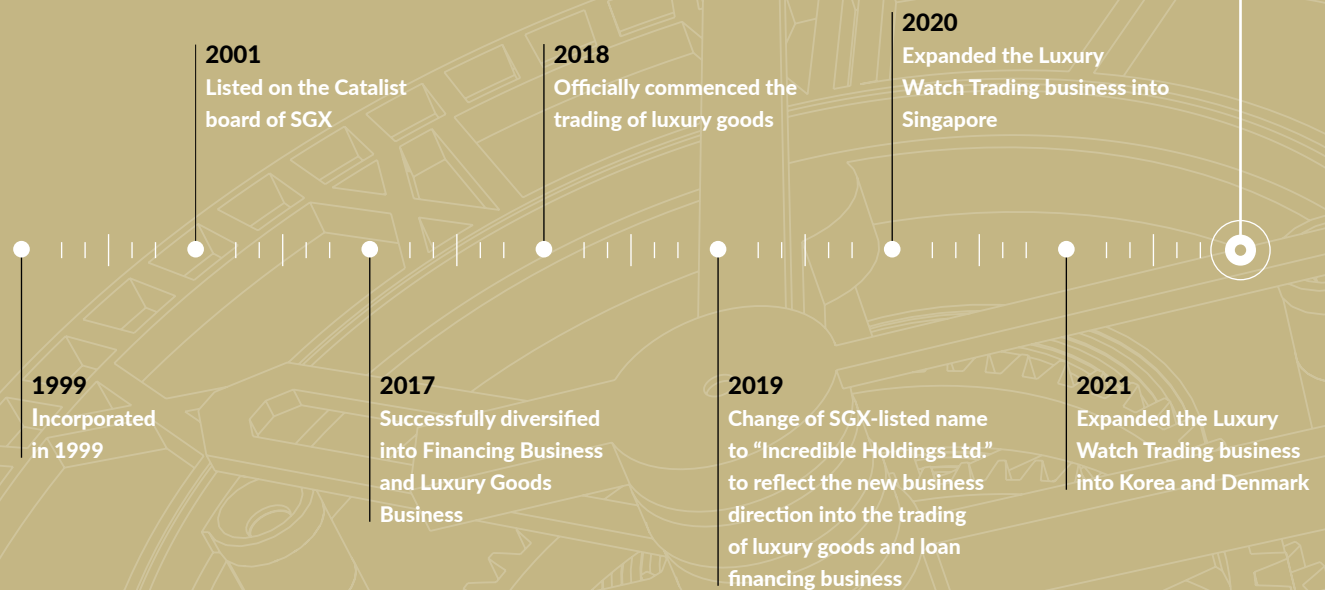 1999
Incorporated
in 1999
2001
Listed on the Catalist
board of SGX
2017
Successfully diversified
into Financing Business
and Luxury Goods
Business
2018
Officially commenced the
trading of luxury goods
2019
Change of SGX-listed name
to “Incredible Holdings Ltd.”
to reflect the new business
direction into the trading
of luxury goods and loan
financing business
2020
Expanded the Luxury
Watch Trading business into
Singapore
2021
Expanded the Luxury
Watch Trading business
into Korea and Denmark